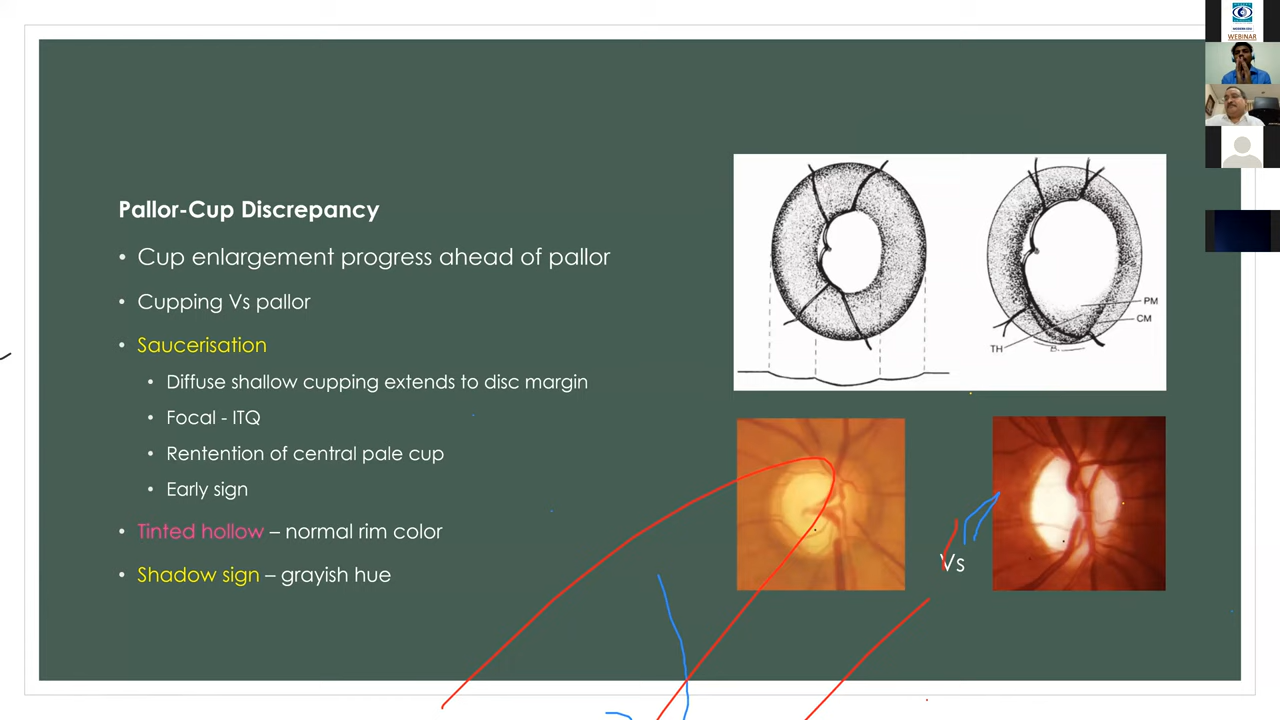 Pallor-Cup Discrepancy
• Cup enlargement progress ahead of pallor
• Cupping Vs pallor
• Saucerisation
• Diffuse shallow cupping extends to disc margin
• Focal - ITQ
• Rentention of central pale cup
• Early sign
• Tinted hollow – normal rim color
• Shadow sign – grayish hue
PM
CM
TH
Vs
WEBINAR